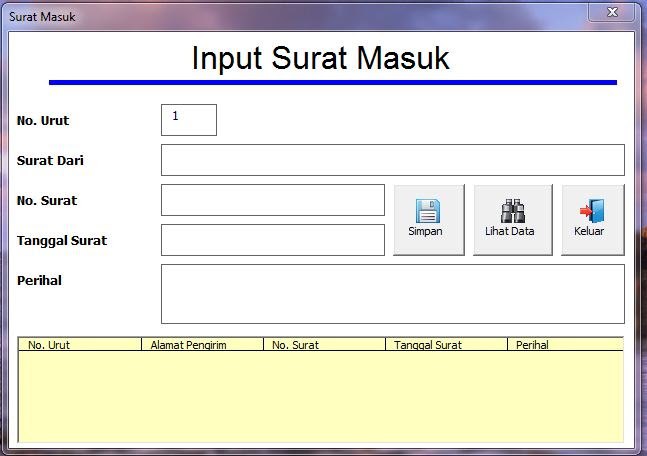 Surat Masuk
Input Surat Masuk
No. Urut
1
Surat Dari
No. Surat
Tanggal Surat
Simpan
Lihat Data
Keluar
Perihal
No. Urut Alamat Pengirim No. Surat Tanggal Surat Perihal